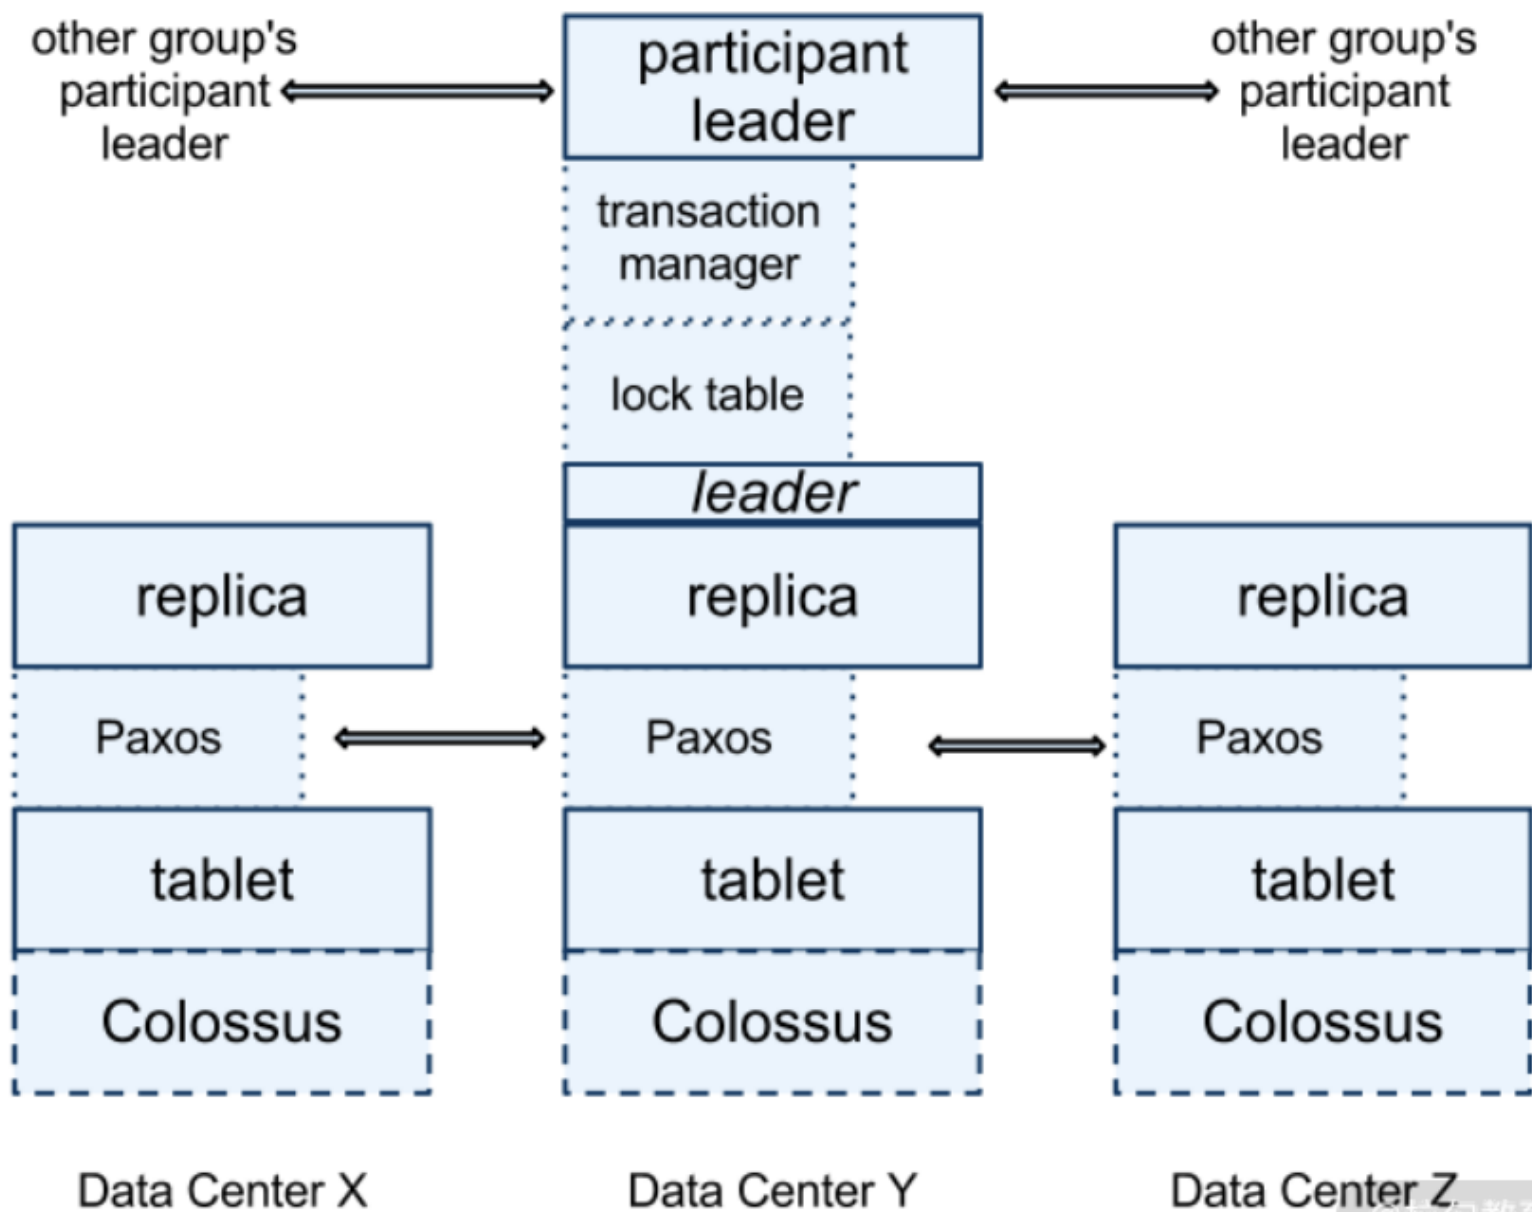 other group's
participant
leader
participant
leader
other group's
participant
leader
transaction
manager
lock table
leader
replica
replica
replica
Paxos
Paxos
Paxos
tablet
tablet
tablet
Colossus
Colossus
Colossus
Data Center X
Data Center Y
Data Center Z